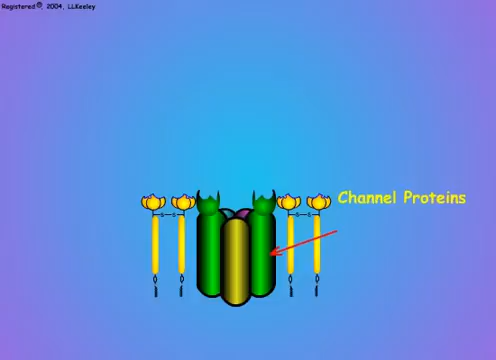 Registered©, 2004, LLKeeley
Channel Proteins
S—S
S—S